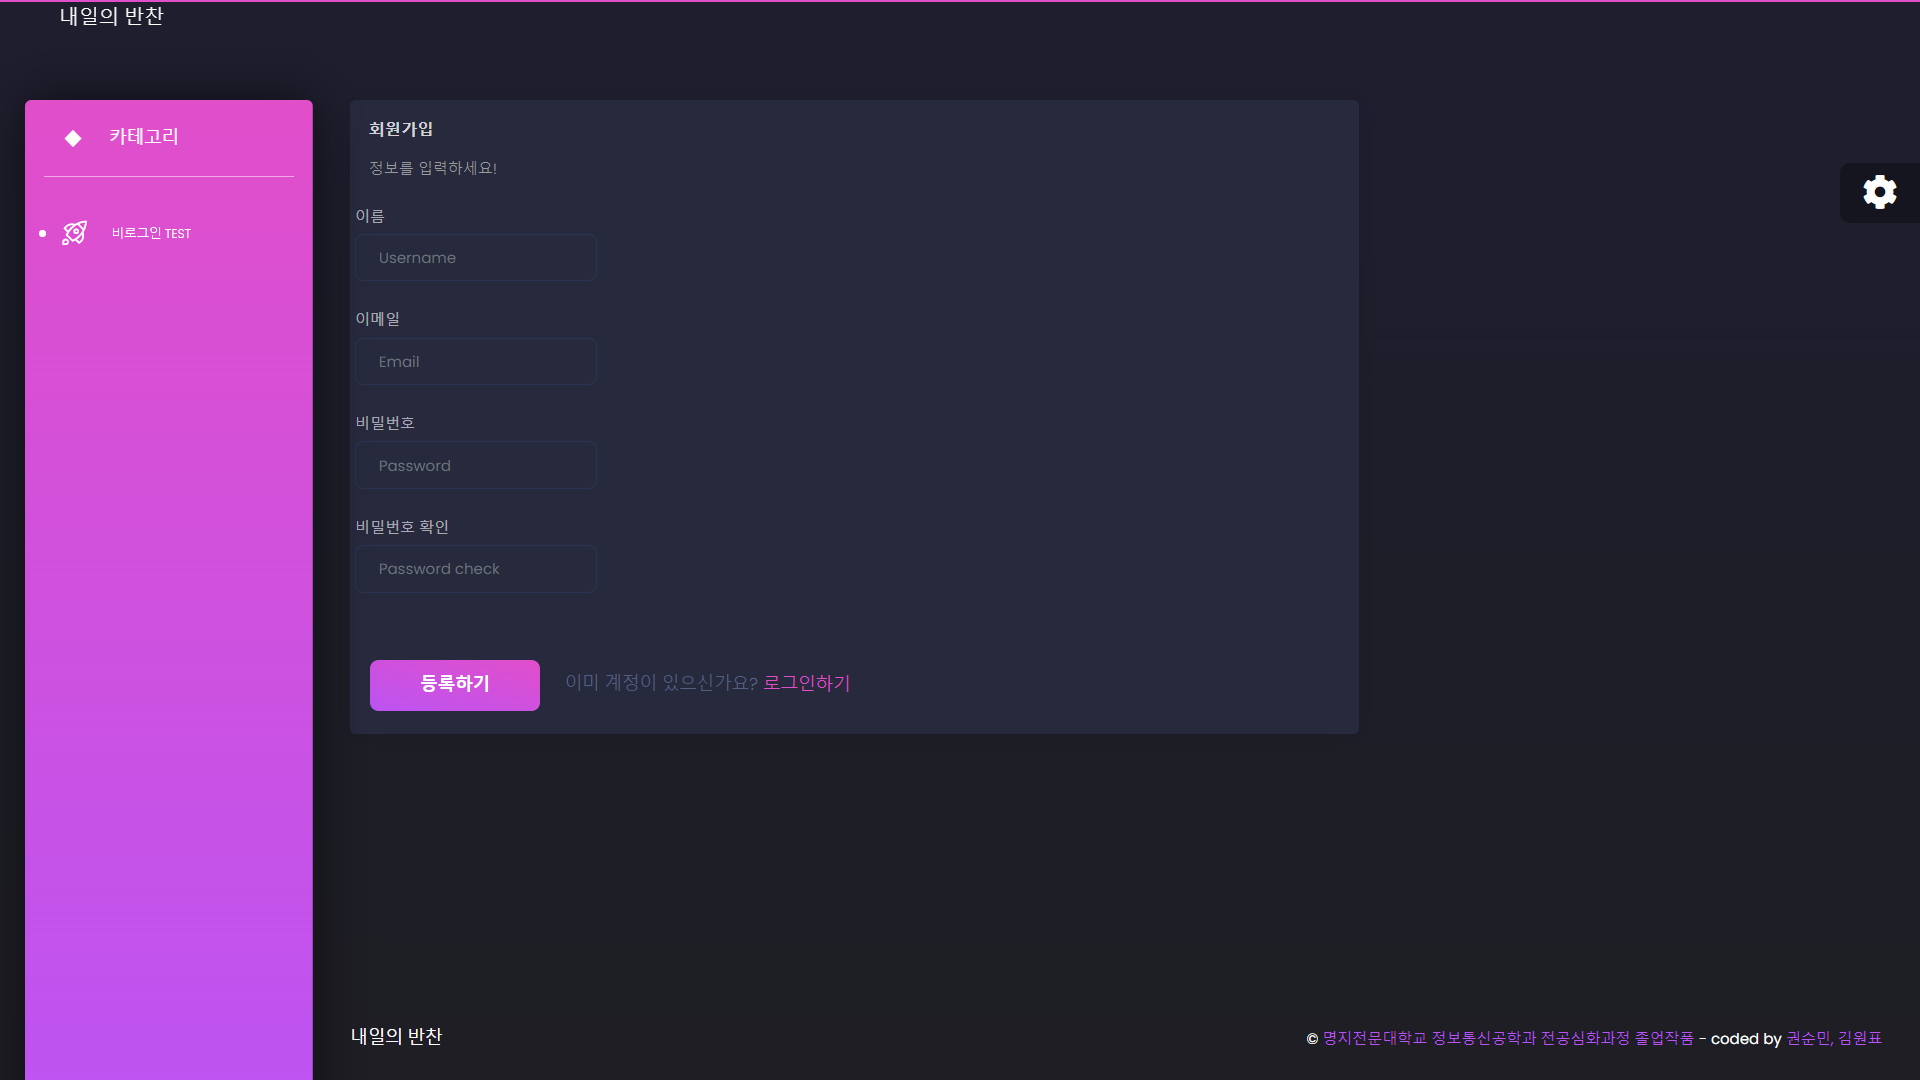 내일의 반찬
카테고리
비로그인 TEST
회원가입
정보를 입력하세요!
이름
Username
이메일
Email
비밀번호
Password
비밀번호 확인
Password check
등록하기 이미 계정이 있으신가요? 로그인하기
내일의 반찬
© 명지전문대학교 정보통신공학과 전공심화과정 졸업작품 - coded by 권순민, 김원표